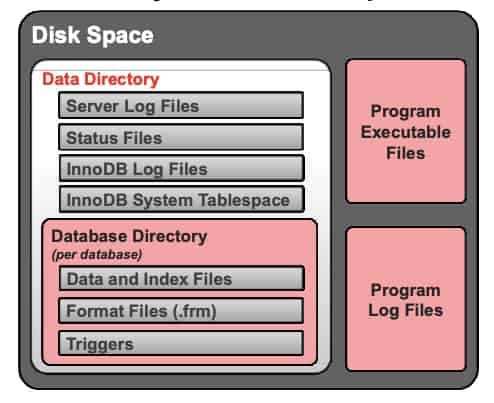 Disk Space
Data Directory
Server Log Files
Status Files
InnoDB Log Files
InnoDB System Tablespace
Database Directory
(per database)
Data and Index Files
Format Files (.frm)
Triggers
Program
Executable
Files
Program
Log Files